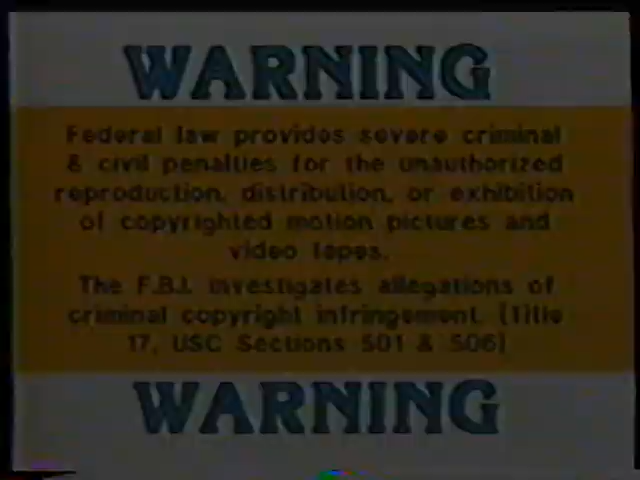 WARNING
Federal law provides severe criminal
& civil penalties for the unauthorized
reproduction, distribution, or exhibition
of copyrighted motion pictures and
video tapes.
The F.B.I. investigates allegations of
criminal copyright infringement. (Title
17, USC Sections 501 & 506)
WARNING